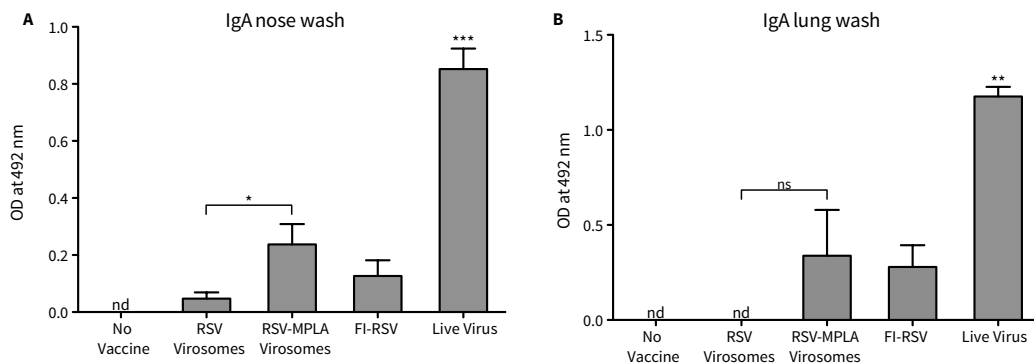 A
IgA nose wash
OD at 492 nm
1.0
0.8
0.6
0.4
0.2
0.0
nd
*
***
No
Vaccine
RSV
Virosomes
RSV-MPLA
Virosomes
FI-RSV
Live Virus
B
IgA lung wash
OD at 492 nm
1.5
1.0
0.5
0.0
nd
nd
ns
**
No
Vaccine
RSV
Virosomes
RSV-MPLA
Virosomes
FI-RSV
Live Virus